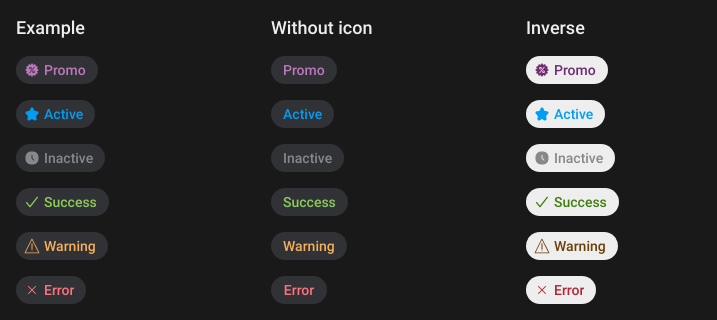 Example Without icon Inverse
Promo Promo Promo
Active Active Active
Inactive Inactive Inactive
Success Success Success
Warning Warning Warning
Error Error Error